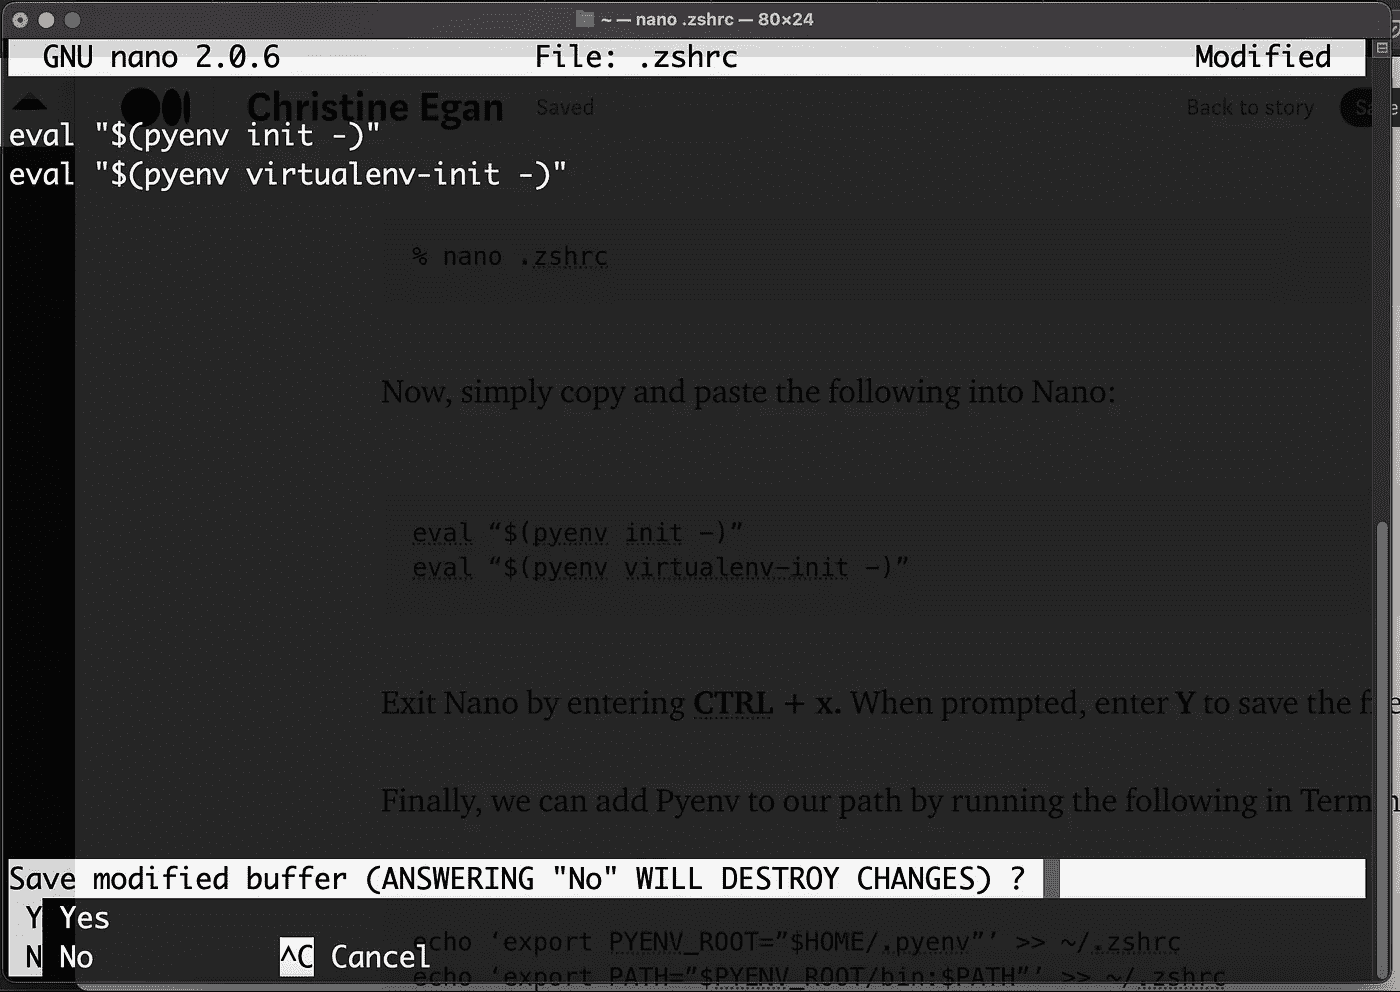 ~ — nano .zshrc — 80×24
GNU nano 2.0.6 File: .zshrc Modified
Christine Egan Saved Back to story
eval "$(pyenv init -)"
eval "$(pyenv virtualenv-init -)"
% nano .zshrc
Now, simply copy and paste the following into Nano:
eval “$(pyenv init -)”
eval “$(pyenv virtualenv-init -)”
Exit Nano by entering CTRL + x. When prompted, enter Y to save the
Finally, we can add Pyenv to our path by running the following in
Save modified buffer (ANSWERING "No" WILL DESTROY CHANGES) ?
Y Yes
echo ‘export PYENV_ROOT=”$HOME/.pyenv”’ >> ~/.zshrc
N No ^C Cancel
echo ‘export PATH=”$PYENV_ROOT/bin:$PATH”’ >> ~/.zshrc